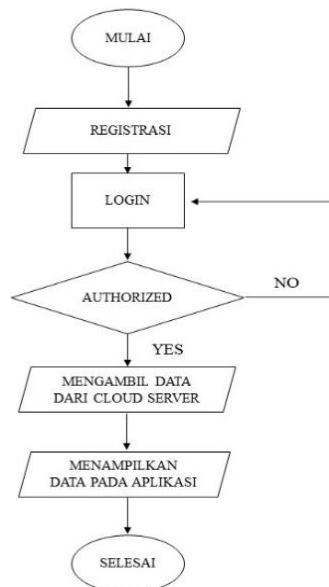 MULAI
REGISTRASI
LOGIN
AUTHORIZED
NO
YES
MENGAMBIL DATA
DARI CLOUD SERVER
MENAMPILKAN
DATA PADA APLIKASI
SELESAI